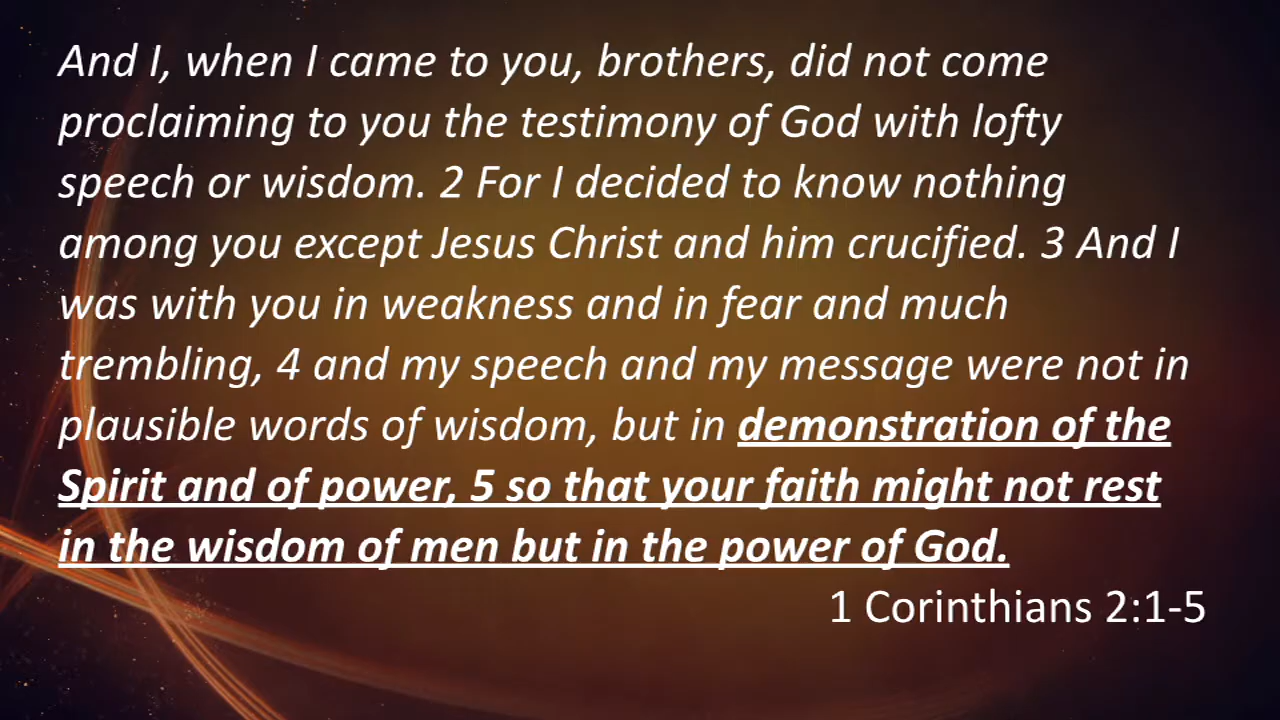 And I, when I came to you, brothers, did not come
proclaiming to you the testimony of God with lofty
speech or wisdom. 2 For I decided to know nothing
among you except Jesus Christ and him crucified. 3 And I
was with you in weakness and in fear and much
trembling, 4 and my speech and my message were not in
plausible words of wisdom, but in demonstration of the
Spirit and of power, 5 so that your faith might not rest
in the wisdom of men but in the power of God.
1 Corinthians 2:1-5